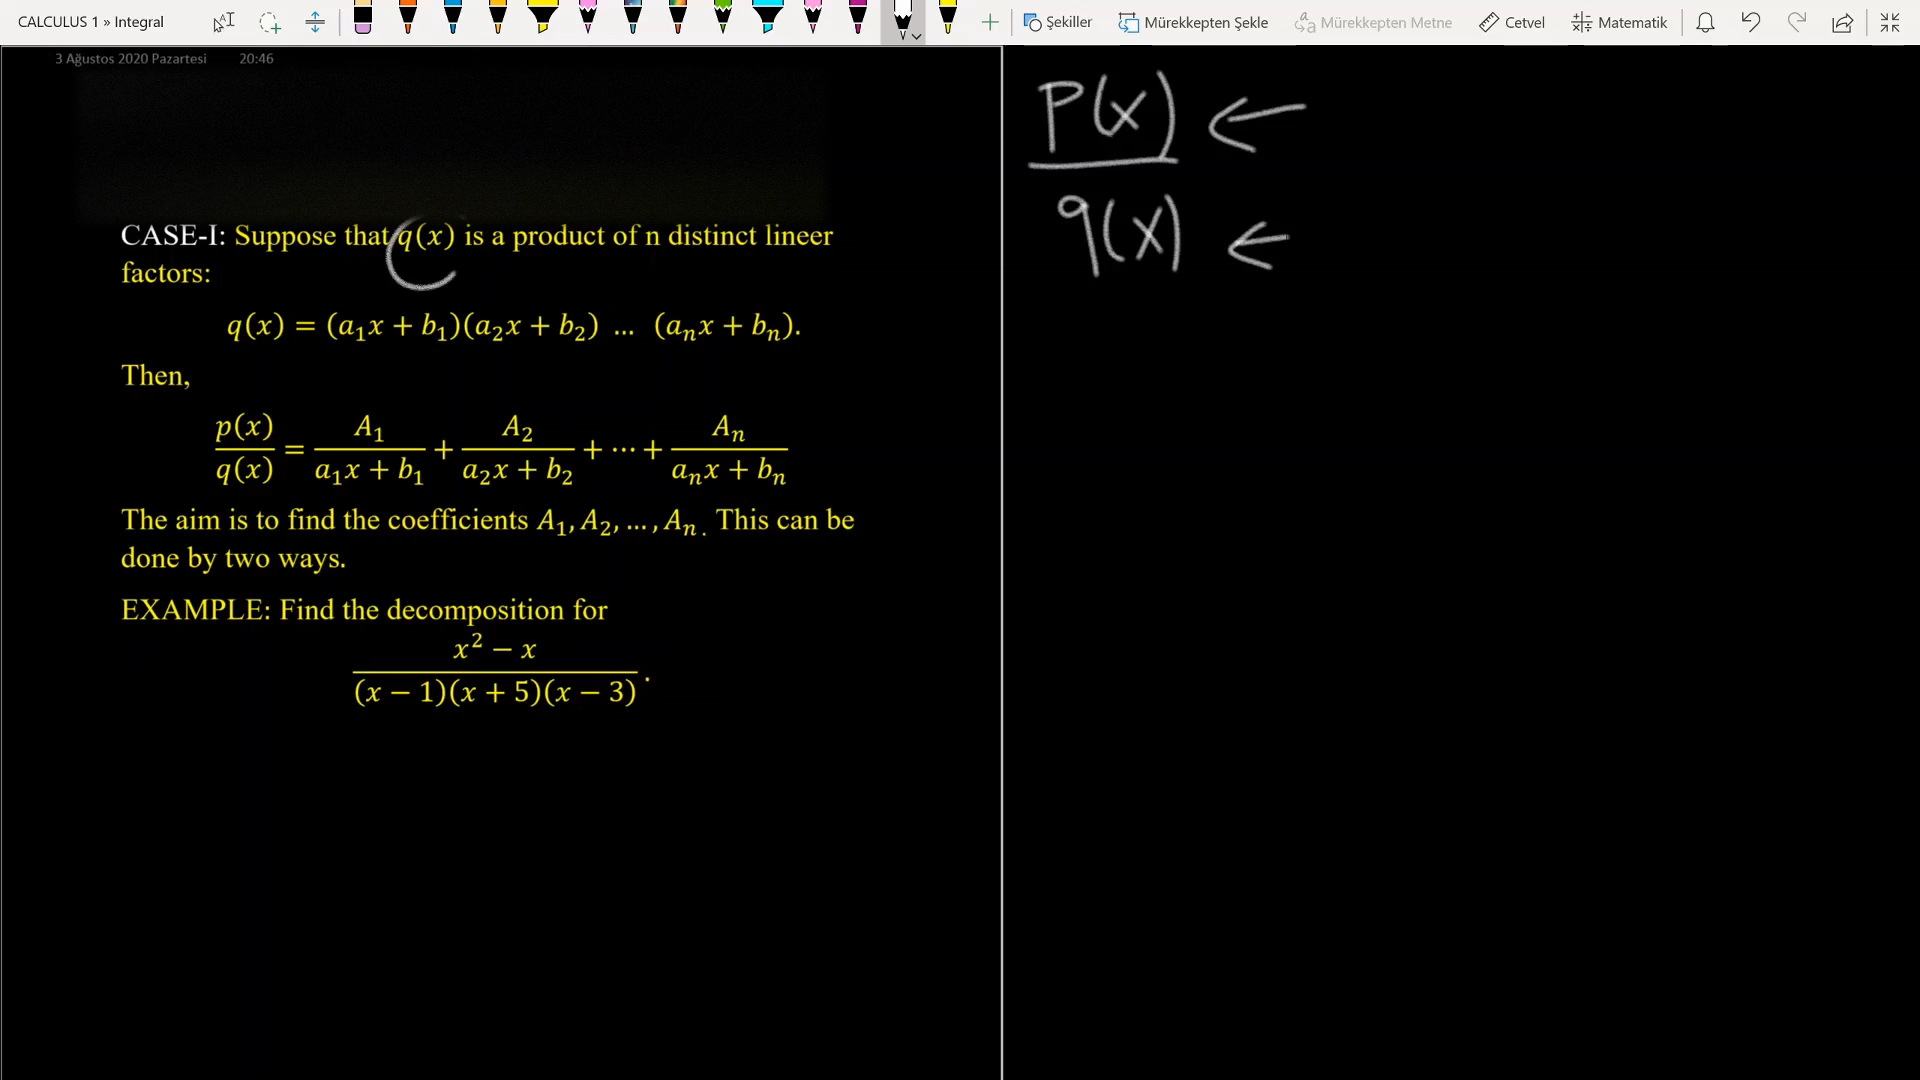 CALCULUS 1 » Integral
Şekiller
Mürekkepten Şekle
Mürekkepten Metne
Cetvel
Matematik
3 Ağustos 2020 Pazartesi 20:46
CASE-I: Suppose that q(x) is a product of n distinct lineer
factors:
q(x) = (a₁x + b₁)(a₂x + b₂) … (aₙx + bₙ).
Then,
p(x)/q(x) = A₁/(a₁x + b₁) + A₂/(a₂x + b₂) + ⋯ + Aₙ/(aₙx + bₙ)
The aim is to find the coefficients A₁, A₂, … , Aₙ . This can be
done by two ways.
EXAMPLE: Find the decomposition for
x² − x
(x − 1)(x + 5)(x − 3) .
P(x) ←
q(x) ←